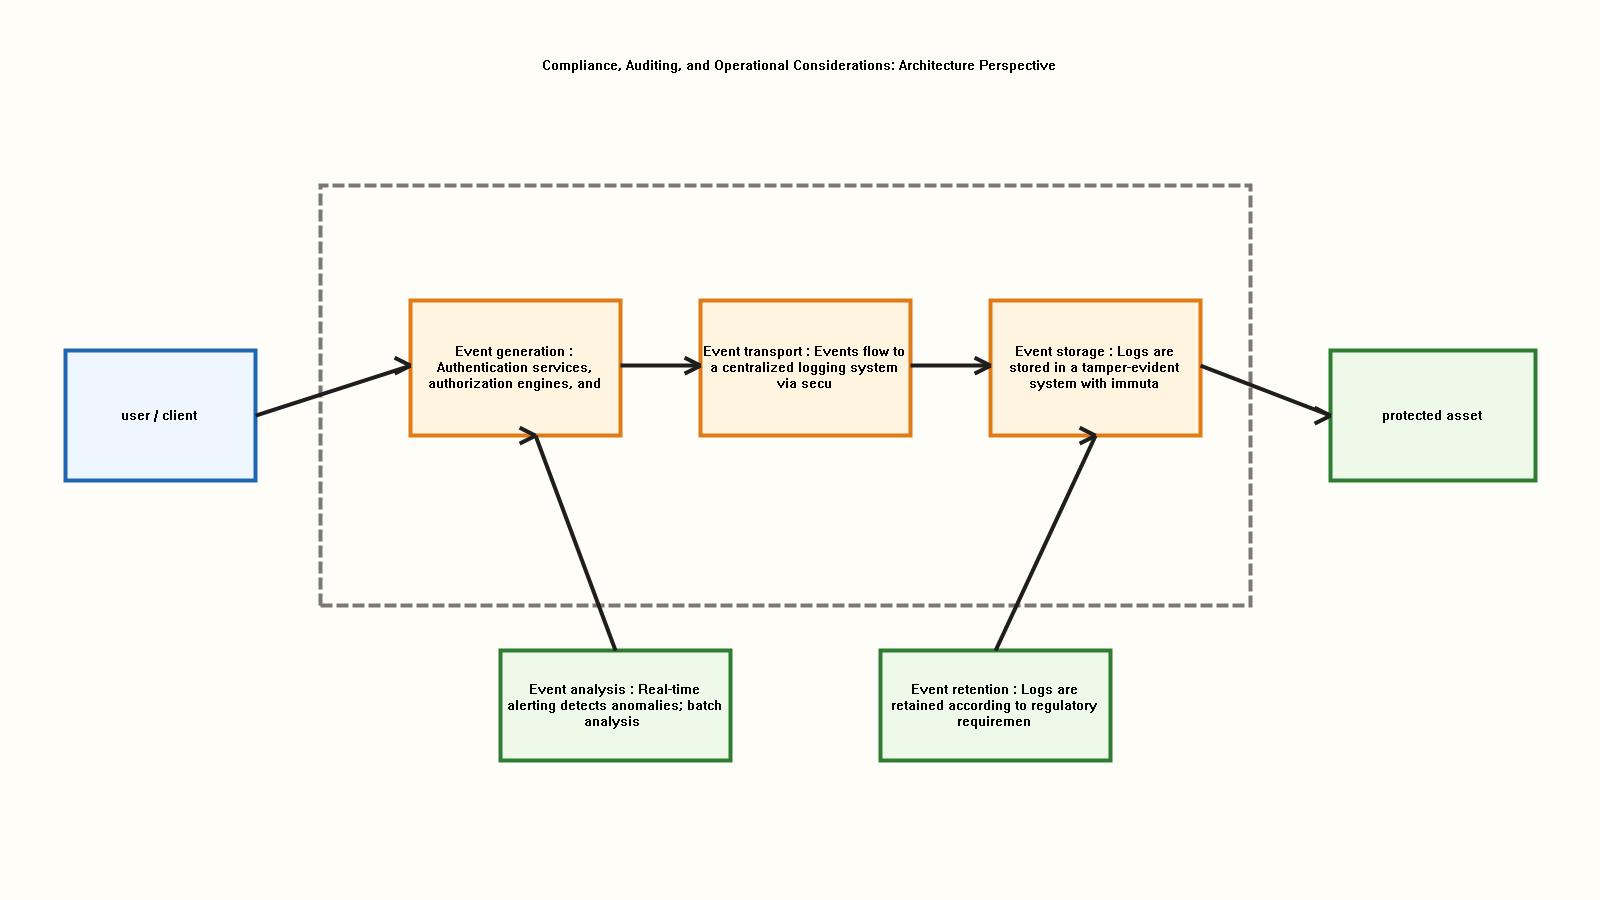 Compliance, Auditing, and Operational Considerations: Architecture Perspective
Event generation :
Authentication services,
authorization engines, and
Event transport : Events flow to
a centralized logging system
via secu
Event storage : Logs are
stored in a tamper-evident
system with immuta
user / client
protected asset
Event analysis : Real-time
alerting detects anomalies; batch
analysis
Event retention : Logs are
retained according to regulatory
requiremen